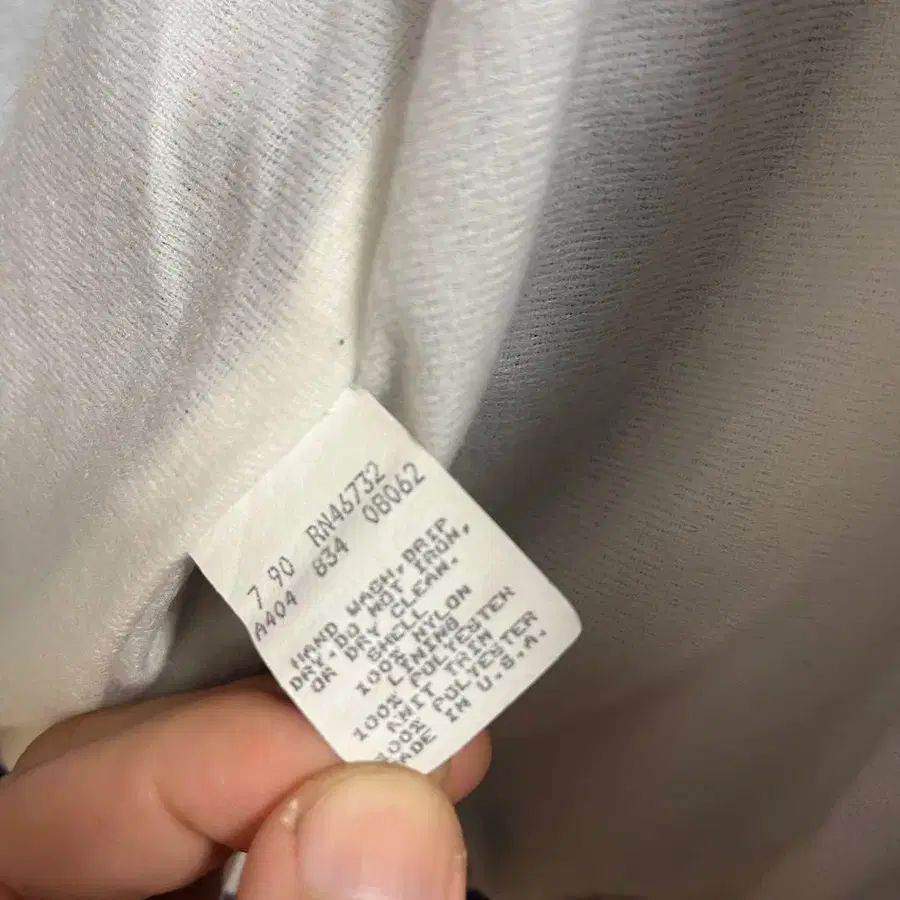 7 90 RN46732
A404 634 08062
HAND WASH, DRIP
DRY. DO NOT IRON,
OR DRY CLEAN.
SHELL
100% NYLON
LINING
100% POLYESTER
KNIT TRIM
100% POLYESTER
MADE IN U.S.A.